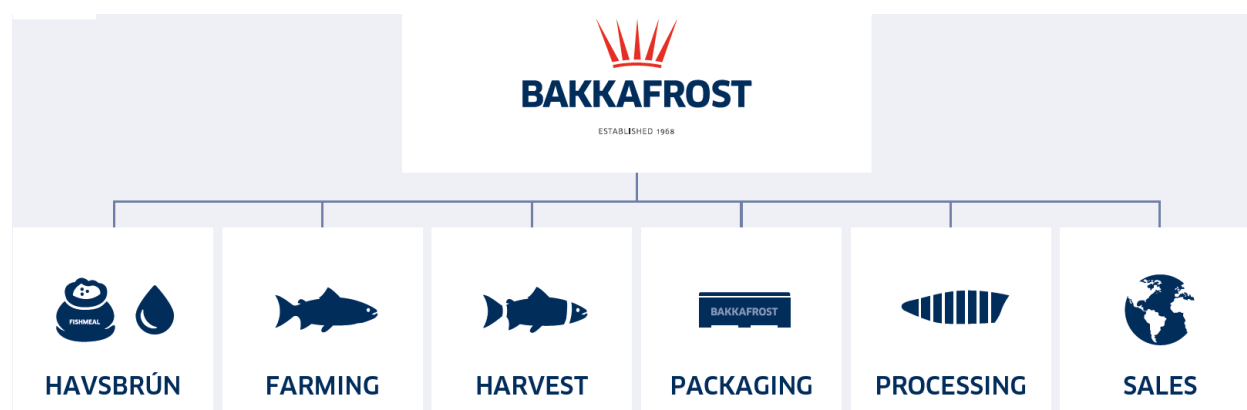 BAKKAFROST
ESTABLISHED 1968
FISHMEAL
BAKKAFROST
HAVSBRÚN
FARMING
HARVEST
PACKAGING
PROCESSING
SALES